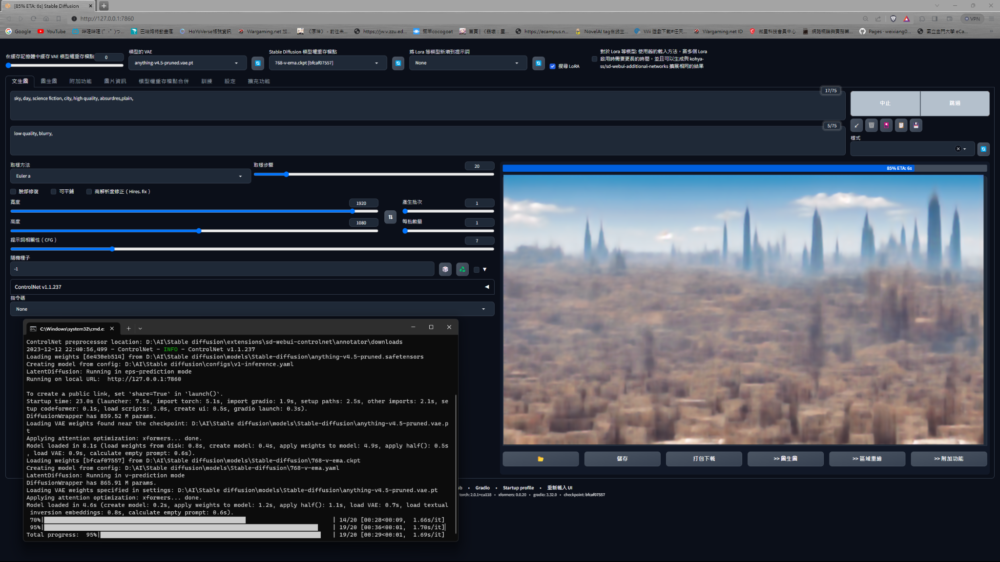 [85% ETA: 6s] Stable Diffusion
http://127.0.0.1:7860
VPN
Google
YouTube
嗶哩嗶哩 (゜-゜)つ...
巴哈姆特動畫瘋
HoYoVerse帳號資訊
Wargaming.net 加...
《原神》 - 前往未...
https://jw.v.zzu.ed...
椰羊cocogoat
首頁 |《崩壞：星...
https://ecampus.n...
NovelAI tag在线生...
Wii 遊戲下載#任天...
Wargaming.net ID
微星科技會員中心
網路概論與實務業...
Pages · weixiang0...
國立金門大學 eCa...
在緩存記憶體中緩存 VAE 模型權重存檔點
0
模型的 VAE
anything-v4.5-pruned.vae.pt
Stable Diffusion 模型權重存檔點
768-v-ema.ckpt [bfcaf07557]
將 Lora 等模型新增到提示詞
None
搜尋 LoRA
對於 Lora 等模型: 使用舊的載入方法，當多個 Lora
啟用時需要更長的時間，並且可以生成與 kohya-
ss/sd-webui-additional-networks 擴展相同的結果
文生圖
圖生圖
附加功能
圖片資訊
模型權重存檔點合併
訓練
設定
擴充功能
17/75
sky, day, science fiction, city, high quality, absurdres,plain,
中止
跳過
5/75
low quality, blurry,
樣式
取樣方法
Euler a
取樣步驟
20
85% ETA: 6s
臉部修復
可平鋪
高解析度修正（Hires. fix）
寬度
1920
產生批次
1
高度
1080
每批數量
1
提示詞相關性（CFG）
7
隨機種子
-1
ControlNet v1.1.237
指令碼
None
儲存
打包下載
>> 圖生圖
>> 區域重繪
>> 附加功能
C:\Windows\system32\cmd.e:
ControlNet preprocessor location: D:\AI\Stable diffusion\extensions\sd-webui-controlnet\annotator\downloads
2023-12-12 22:40:56,499 - ControlNet - INFO - ControlNet v1.1.237
Loading weights [6e430eb514] from D:\AI\Stable diffusion\models\Stable-diffusion\anything-v4.5-pruned.safetensors
Creating model from config: D:\AI\Stable diffusion\configs\v1-inference.yaml
LatentDiffusion: Running in eps-prediction mode
Running on local URL:  http://127.0.0.1:7860
To create a public link, set `share=True` in `launch()`.
Startup time: 23.0s (launcher: 7.5s, import torch: 5.1s, import gradio: 1.9s, setup paths: 2.5s, other imports: 2.1s, se
tup codeformer: 0.1s, load scripts: 3.0s, create ui: 0.5s, gradio launch: 0.3s).
DiffusionWrapper has 859.52 M params.
Loading VAE weights found near the checkpoint: D:\AI\Stable diffusion\models\Stable-diffusion\anything-v4.5-pruned.vae.p
t
Applying attention optimization: xformers... done.
Model loaded in 8.1s (load weights from disk: 0.8s, create model: 0.4s, apply weights to model: 4.9s, apply half(): 0.5s
, load VAE: 0.9s, calculate empty prompt: 0.6s).
Loading weights [bfcaf07557] from D:\AI\Stable diffusion\models\Stable-diffusion\768-v-ema.ckpt
Creating model from config: D:\AI\Stable diffusion\models\Stable-diffusion\768-v-ema.yaml
LatentDiffusion: Running in v-prediction mode
DiffusionWrapper has 865.91 M params.
Loading VAE weights specified in settings: D:\AI\Stable diffusion\models\Stable-diffusion\anything-v4.5-pruned.vae.pt
Applying attention optimization: xformers... done.
Model loaded in 4.6s (create model: 0.2s, apply weights to model: 1.2s, apply half(): 1.1s, load VAE: 0.7s, load textual
inversion embeddings: 0.8s, calculate empty prompt: 0.6s).
70%| | 14/20 [00:28<00:09,  1.66s/it]
95%| | 19/20 [00:36<00:01,  1.70s/it]
Total progress:  95%| | 19/20 [00:29<00:01,  1.69s/it]
ub • Gradio • Startup profile • 重新載入 UI
torch: 2.0.1+cu118 • xformers: 0.0.20 • gradio: 3.32.0 • checkpoint: bfcaf07557